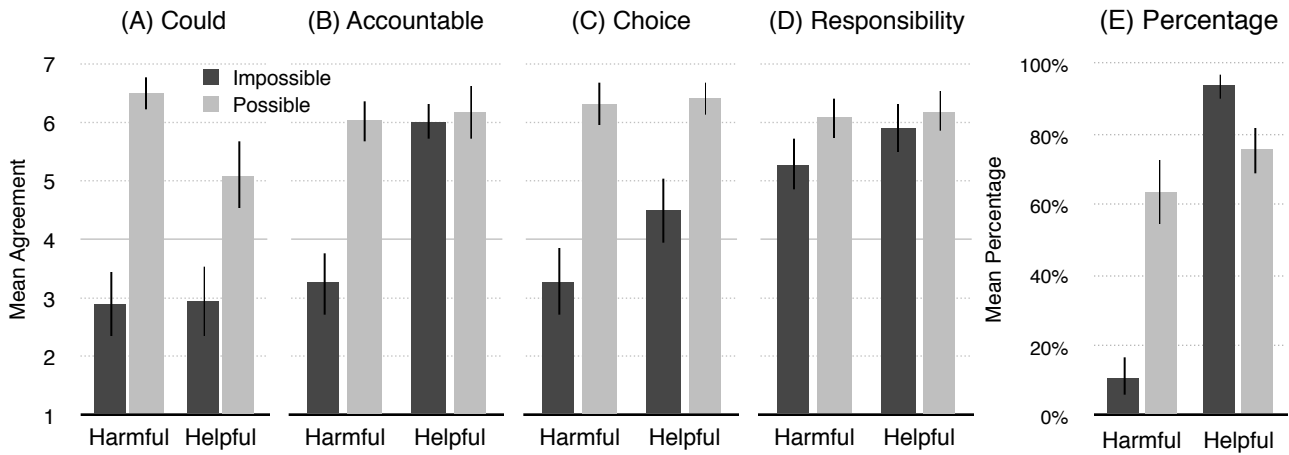 (A) Could (B) Accountable (C) Choice (D) Responsibility (E) Percentage
Impossible
Possible
Mean Agreement
7
6
5
4
3
2
1
Harmful Helpful Harmful Helpful Harmful Helpful Harmful Helpful
Mean Percentage
100%
80%
60%
40%
20%
0%
Harmful Helpful